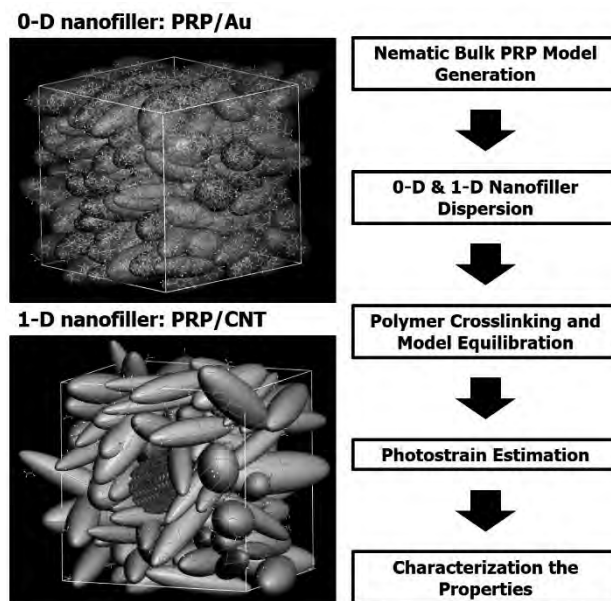 0-D nanofiller: PRP/Au
1-D nanofiller: PRP/CNT
Nematic Bulk PRP Model
Generation
0-D & 1-D Nanofiller
Dispersion
Polymer Crosslinking and
Model Equilibration
Photostrain Estimation
Characterization the
Properties